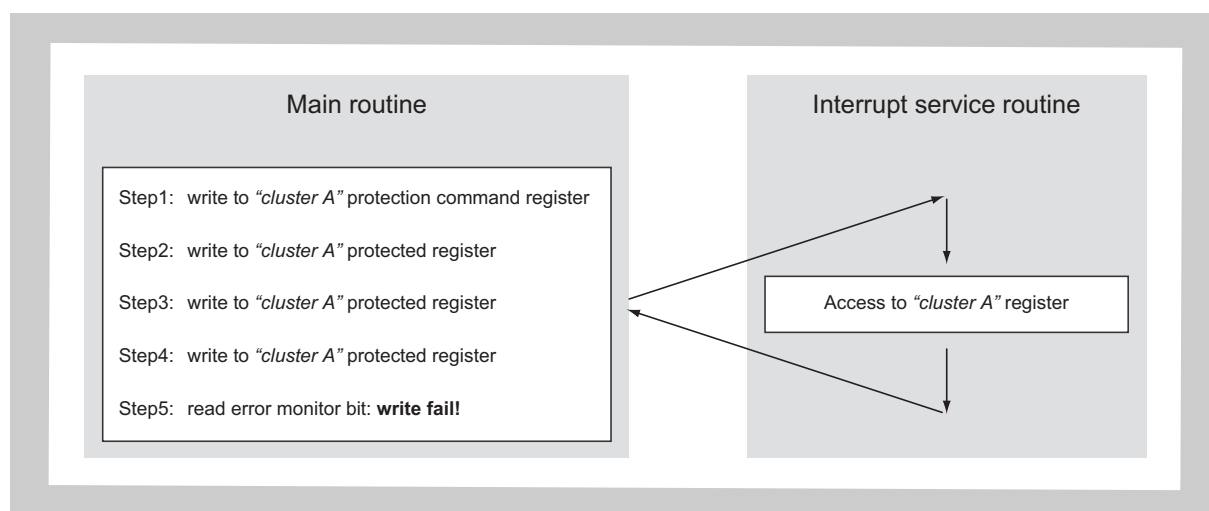 Main routine
Step1: write to “cluster A” protection command register
Step2: write to “cluster A” protected register
Step3: write to “cluster A” protected register
Step4: write to “cluster A” protected register
Step5: read error monitor bit: write fail!
Interrupt service routine
Access to “cluster A” register